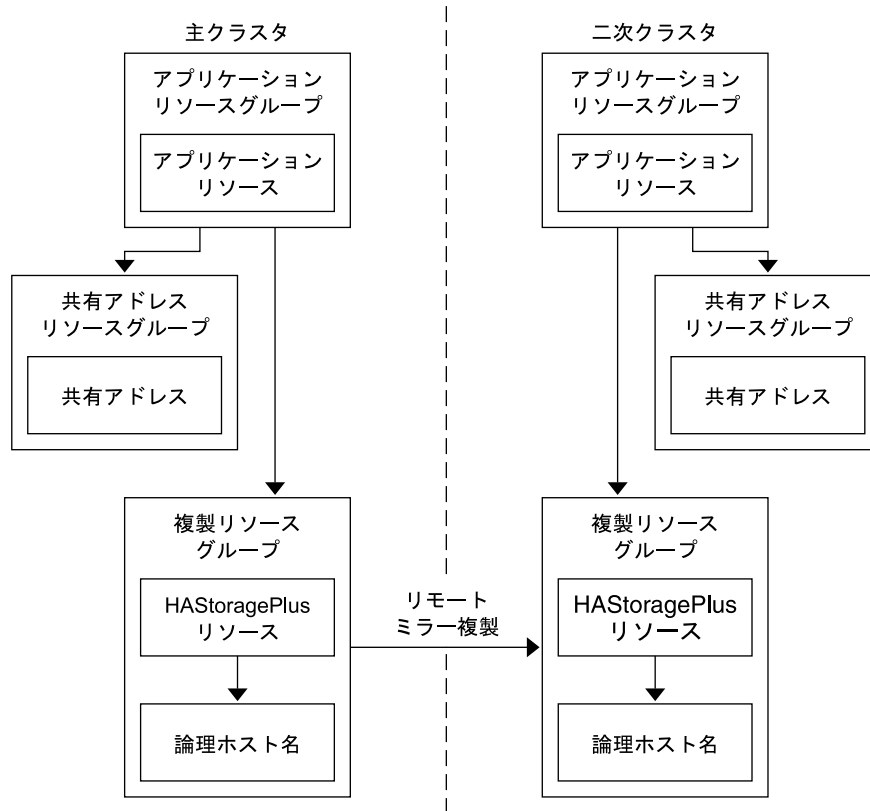 主クラスタ
アプリケーション
リソースグループ
アプリケーション
リソース
共有アドレス
リソースグループ
共有アドレス
複製リソース
グループ
HAStoragePlus
リソース
論理ホスト名
リモート
ミラー複製
二次クラスタ
アプリケーション
リソースグループ
アプリケーション
リソース
共有アドレス
リソースグループ
共有アドレス
複製リソース
グループ
HAStoragePlus
リソース
論理ホスト名